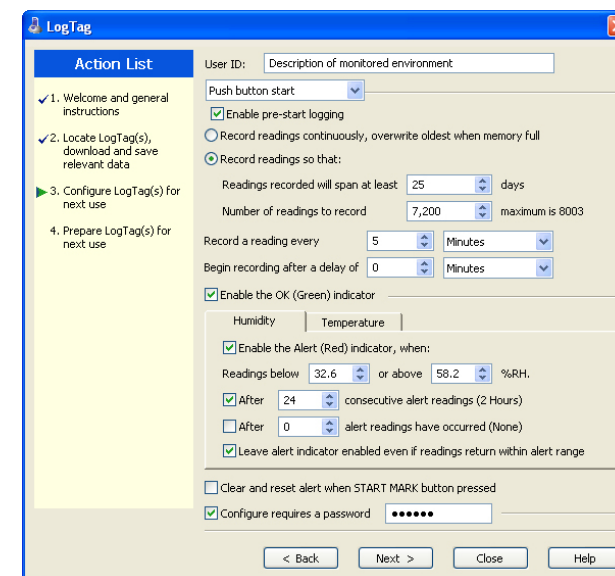 LogTag
Action List
1. Welcome and general
instructions
2. Locate LogTag(s),
download and save
relevant data
3. Configure LogTag(s) for
next use
4. Prepare LogTag(s) for
next use
User ID: Description of monitored environment
Push button start
Enable pre-start logging
Record readings continuously, overwrite oldest when memory full
Record readings so that:
Readings recorded will span at least 25 days
Number of readings to record 7,200 maximum is 8003
Record a reading every 5 Minutes
Begin recording after a delay of 0 Minutes
Enable the OK (Green) indicator
Humidity Temperature
Enable the Alert (Red) indicator, when:
Readings below 32.6 or above 58.2 %RH.
After 24 consecutive alert readings (2 Hours)
After 0 alert readings have occurred (None)
Leave alert indicator enabled even if readings return within alert range
Clear and reset alert when START MARK button pressed
Configure requires a password ●●●●●●
< Back Next > Close Help